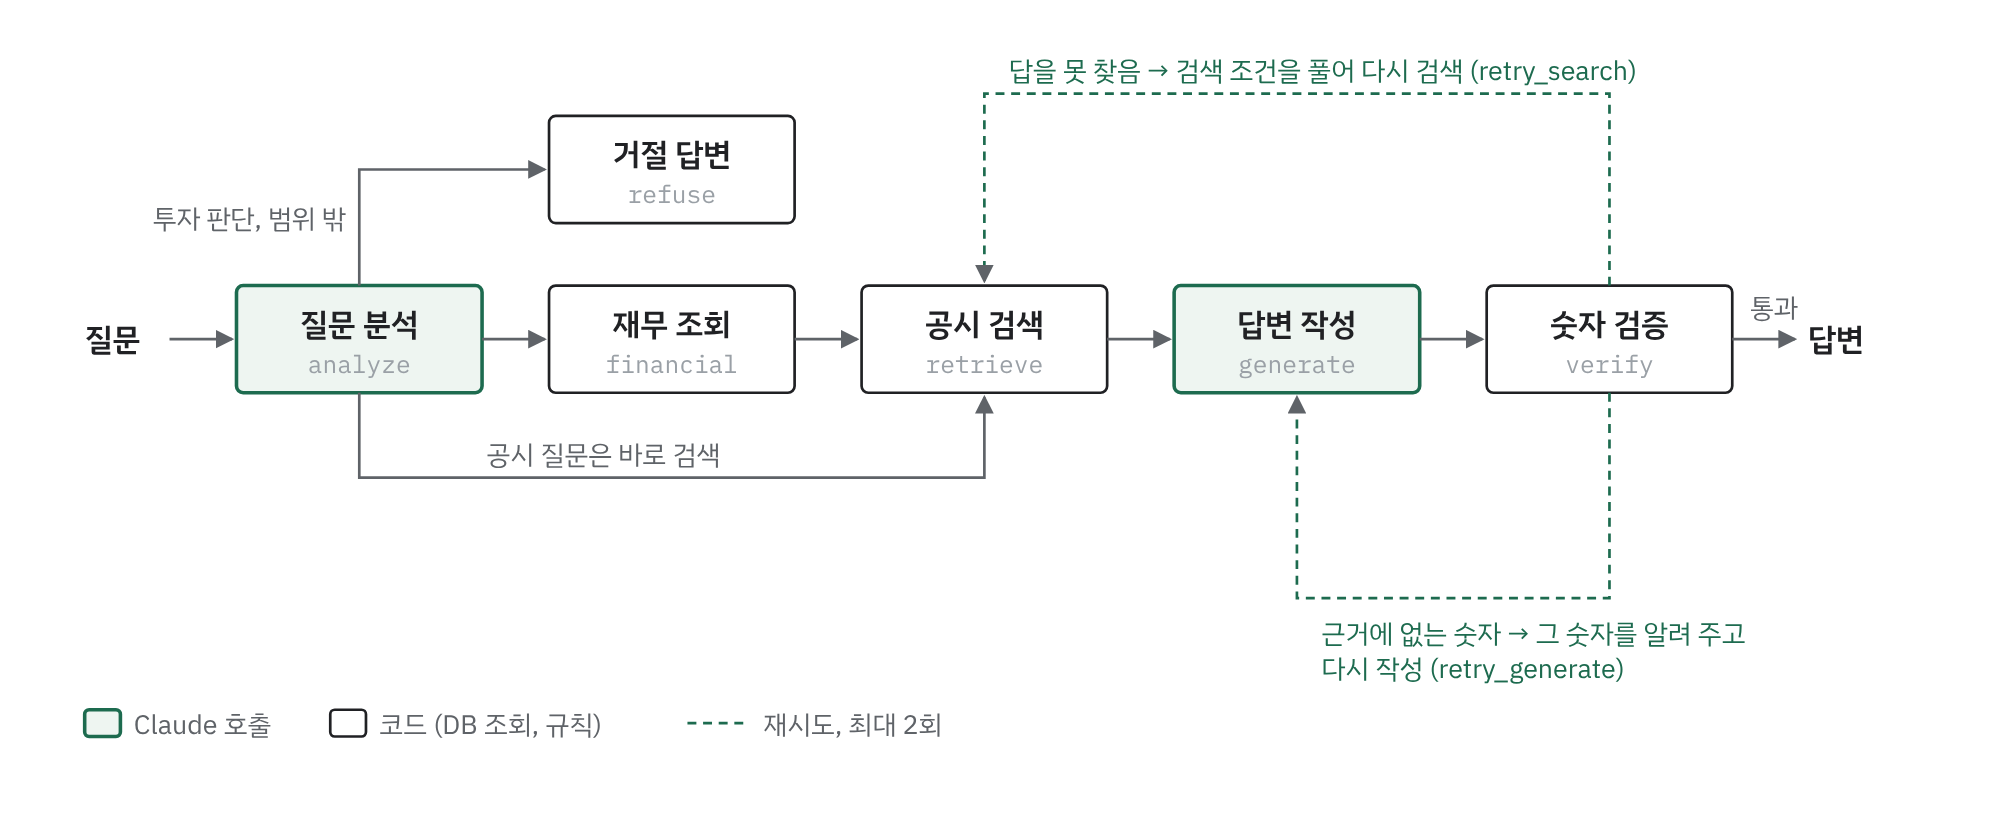 답을 못 찾음 → 검색 조건을 풀어 다시 검색 (retry_search)
거절 답변
refuse
투자 판단, 범위 밖
질문
질문 분석
analyze
재무 조회
financial
공시 검색
retrieve
답변 작성
generate
숫자 검증
verify
통과
답변
공시 질문은 바로 검색
근거에 없는 숫자 → 그 숫자를 알려 주고
다시 작성 (retry_generate)
Claude 호출
코드 (DB 조회, 규칙)
재시도, 최대 2회